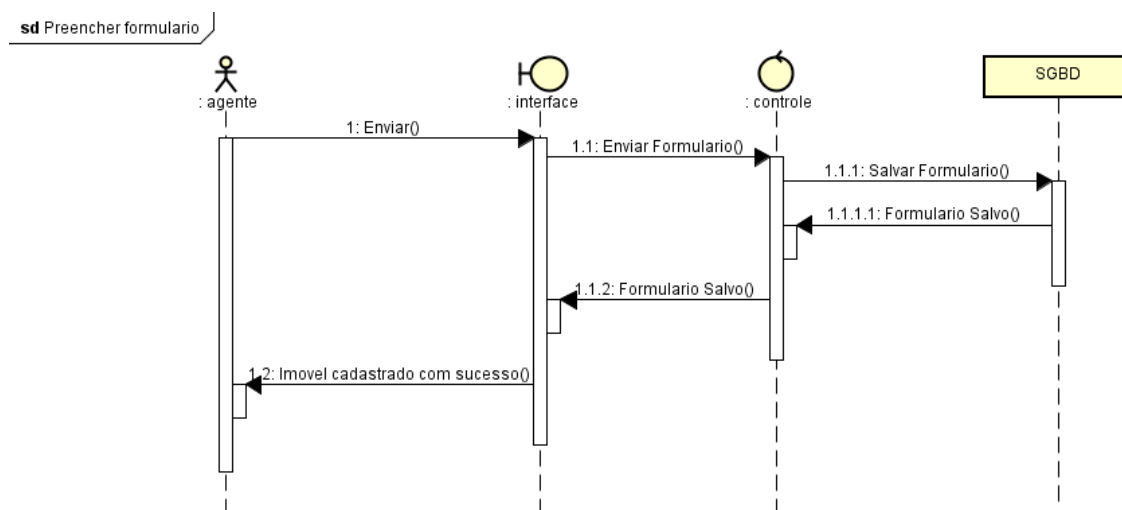 sd Preencher formulario
: agente
: interface
: controle
SGBD
1: Enviar()
1.1: Enviar Formulario()
1.1.1: Salvar Formulario()
1.1.1.1: Formulario Salvo()
1.1.2: Formulario Salvo()
1.2: Imovel cadastrado com sucesso()